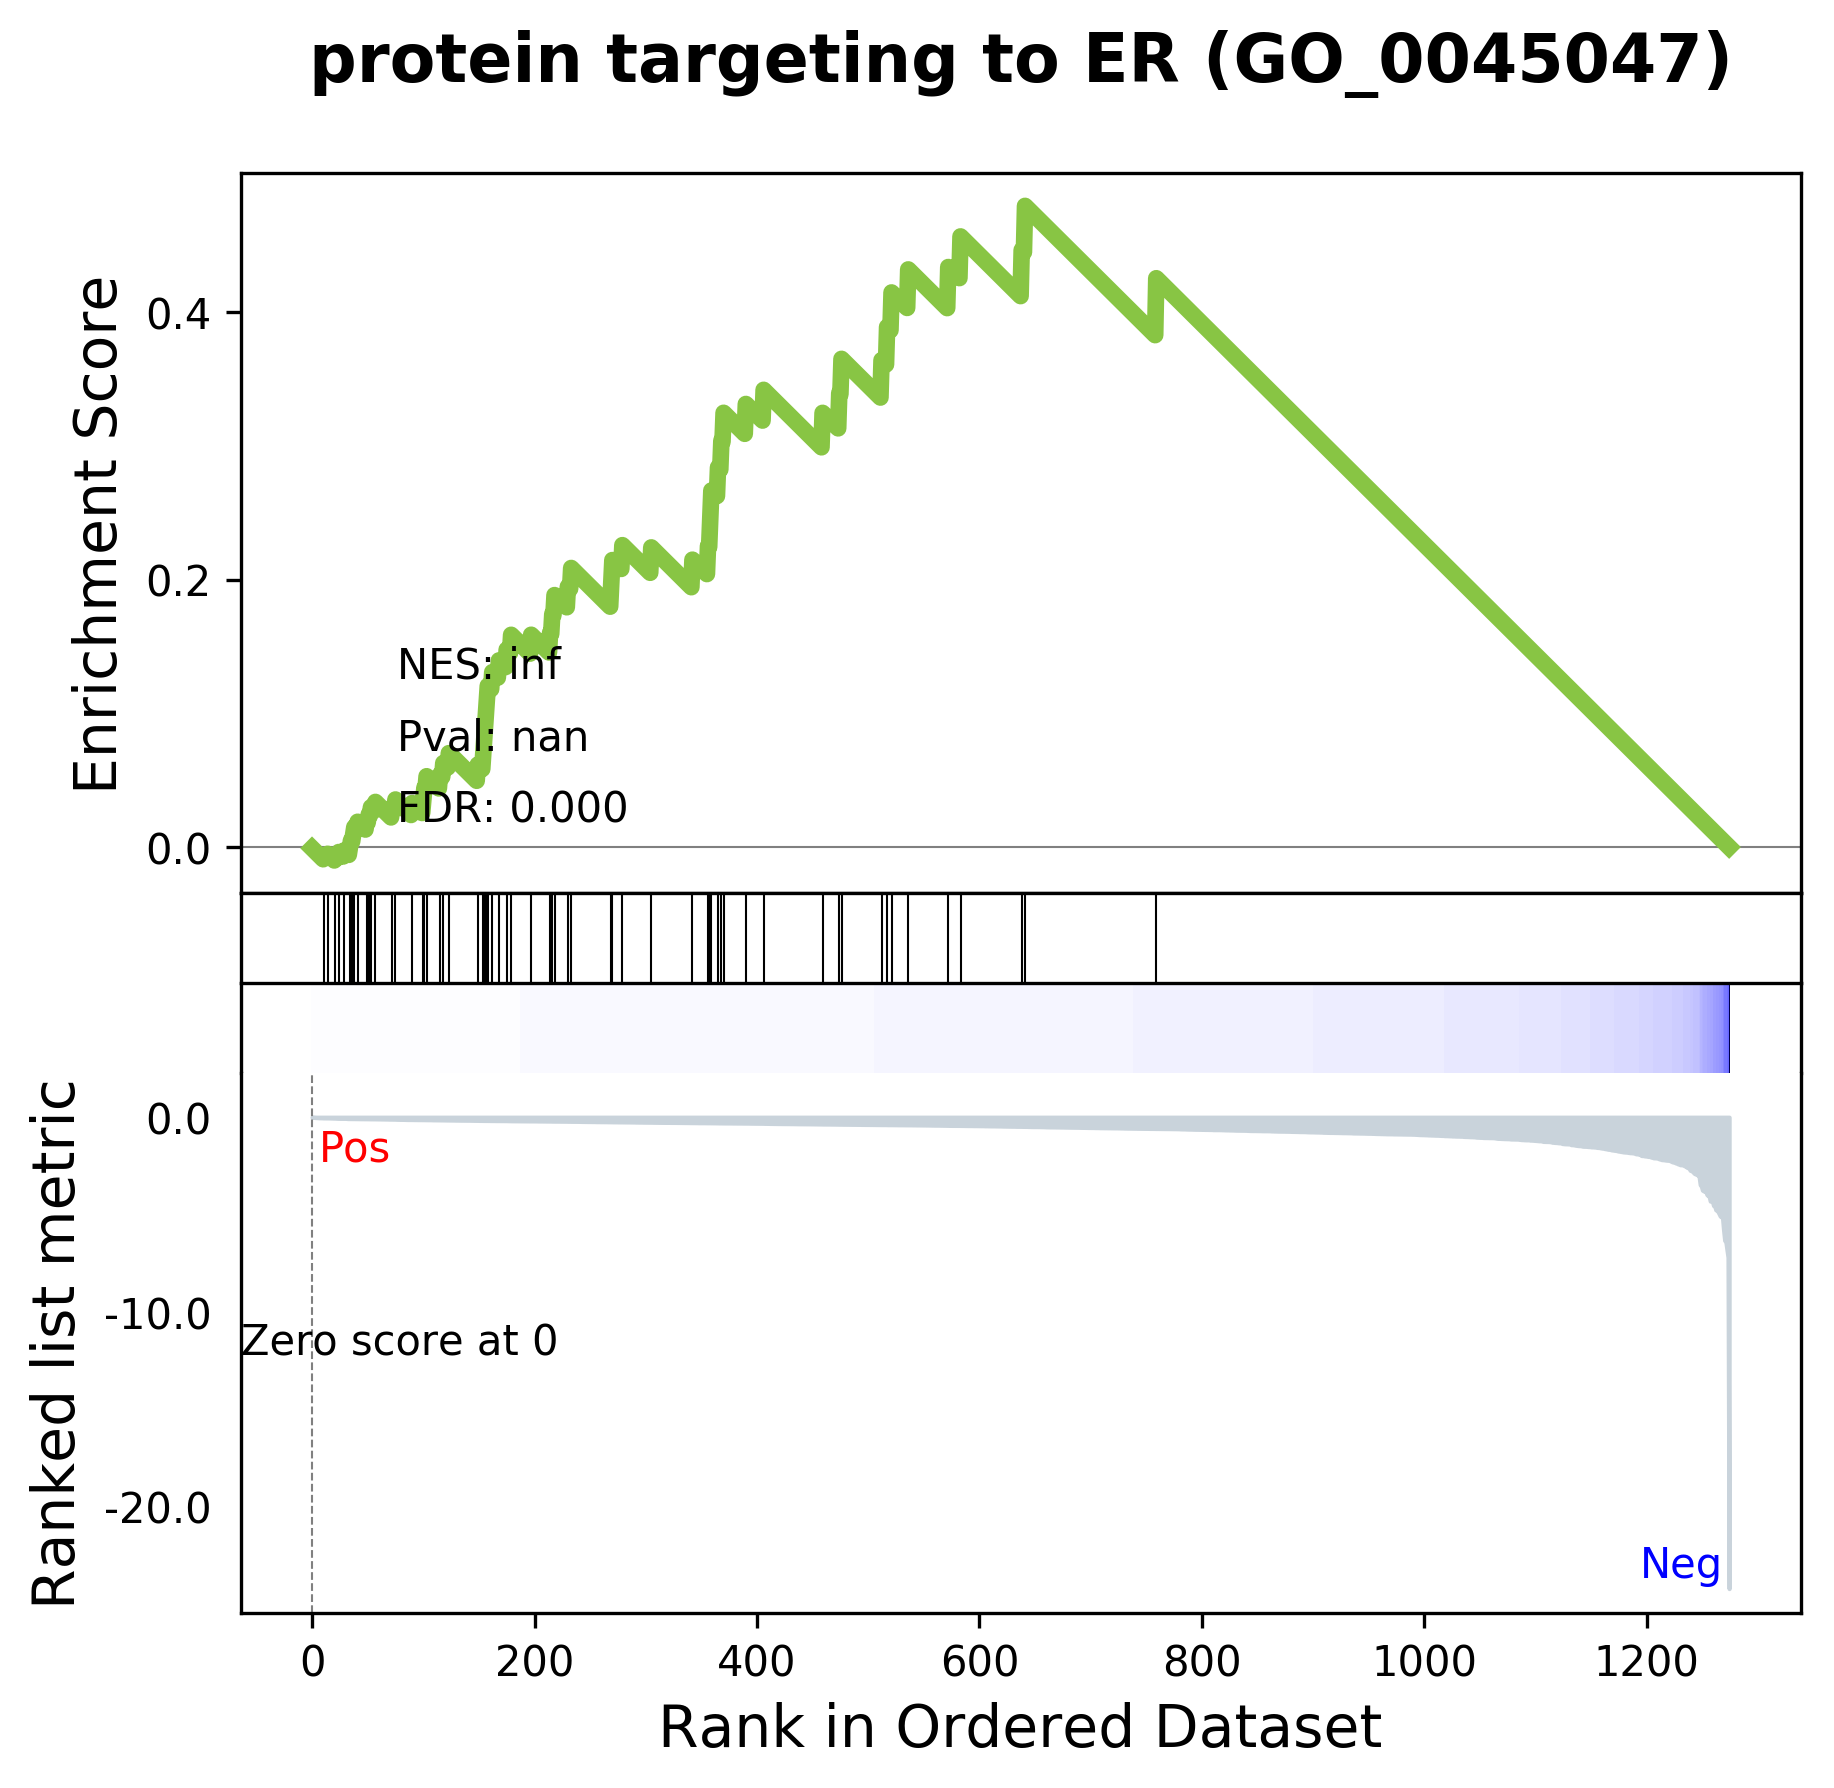 protein targeting to ER (GO_0045047)
Enrichment Score
0.4
0.2
0.0
NES: inf
Pval: nan
FDR: 0.000
Ranked list metric
0.0
-10.0
-20.0
Pos
Zero score at 0
Neg
0 200 400 600 800 1000 1200
Rank in Ordered Dataset